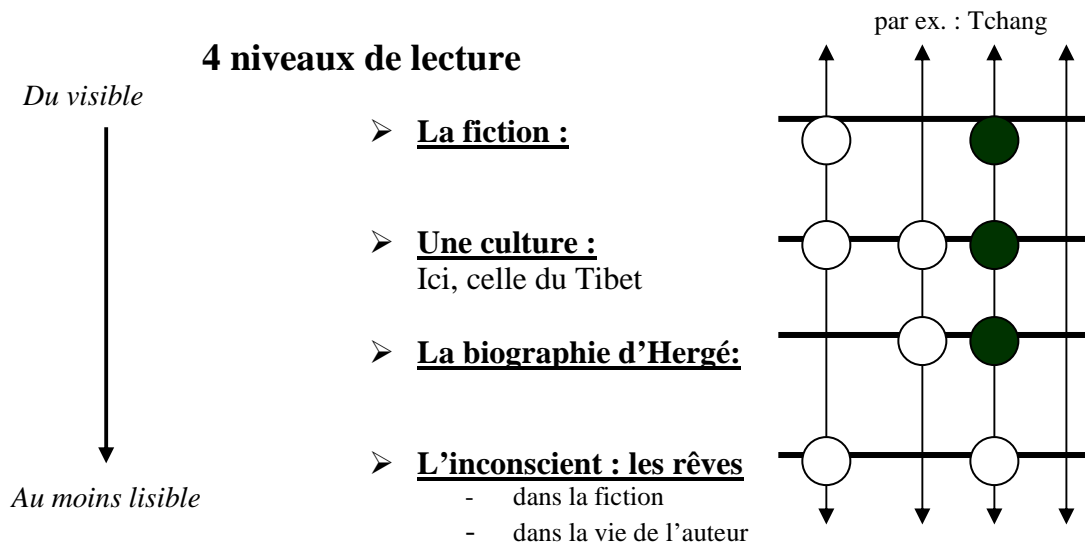 par ex. : Tchang
4 niveaux de lecture
Du visible
➢ La fiction :
➢ Une culture :
Ici, celle du Tibet
➢ La biographie d’Hergé:
➢ L’inconscient : les rêves
Au moins lisible
- dans la fiction
- dans la vie de l’auteur